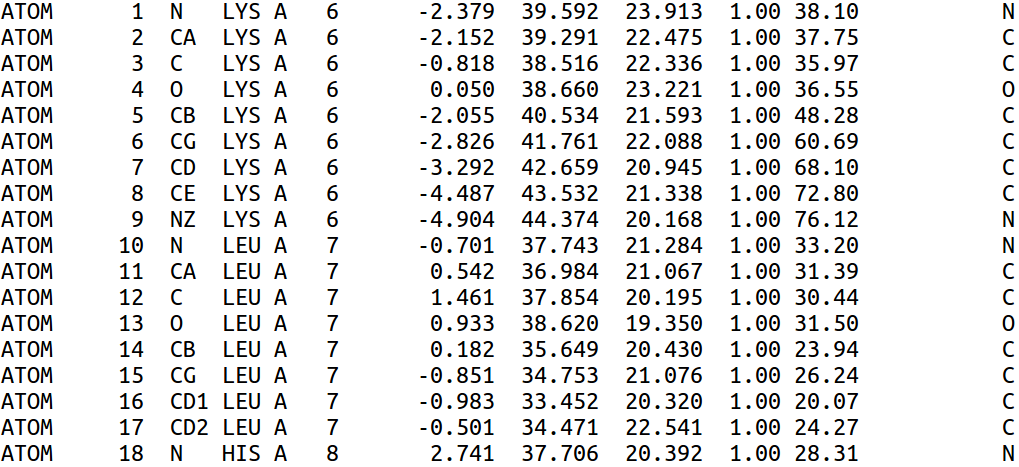 ATOM      1  N   LYS A   6      -2.379  39.592  23.913  1.00 38.10           N
ATOM      2  CA  LYS A   6      -2.152  39.291  22.475  1.00 37.75           C
ATOM      3  C   LYS A   6      -0.818  38.516  22.336  1.00 35.97           C
ATOM      4  O   LYS A   6       0.050  38.660  23.221  1.00 36.55           O
ATOM      5  CB  LYS A   6      -2.055  40.534  21.593  1.00 48.28           C
ATOM      6  CG  LYS A   6      -2.826  41.761  22.088  1.00 60.69           C
ATOM      7  CD  LYS A   6      -3.292  42.659  20.945  1.00 68.10           C
ATOM      8  CE  LYS A   6      -4.487  43.532  21.338  1.00 72.80           C
ATOM      9  NZ  LYS A   6      -4.904  44.374  20.168  1.00 76.12           N
ATOM     10  N   LEU A   7      -0.701  37.743  21.284  1.00 33.20           N
ATOM     11  CA  LEU A   7       0.542  36.984  21.067  1.00 31.39           C
ATOM     12  C   LEU A   7       1.461  37.854  20.195  1.00 30.44           C
ATOM     13  O   LEU A   7       0.933  38.620  19.350  1.00 31.50           O
ATOM     14  CB  LEU A   7       0.182  35.649  20.430  1.00 23.94           C
ATOM     15  CG  LEU A   7      -0.851  34.753  21.076  1.00 26.24           C
ATOM     16  CD1 LEU A   7      -0.983  33.452  20.320  1.00 20.07           C
ATOM     17  CD2 LEU A   7      -0.501  34.471  22.541  1.00 24.27           C
ATOM     18  N   HIS A   8       2.741  37.706  20.392  1.00 28.31           N